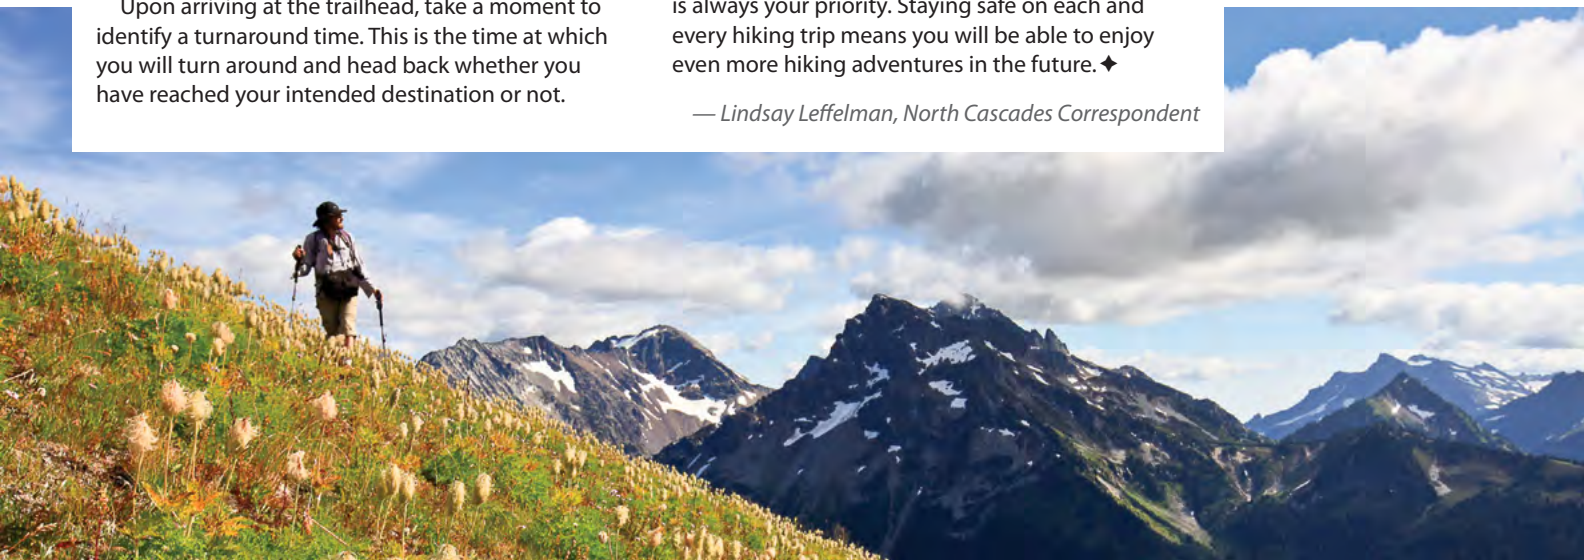 Upon arriving at the trailhead, take a moment to
identify a turnaround time. This is the time at which
you will turn around and head back whether you
have reached your intended destination or not.
is always your priority. Staying safe on each and
every hiking trip means you will be able to enjoy
even more hiking adventures in the future.✦
— Lindsay Leffelman, North Cascades Correspondent